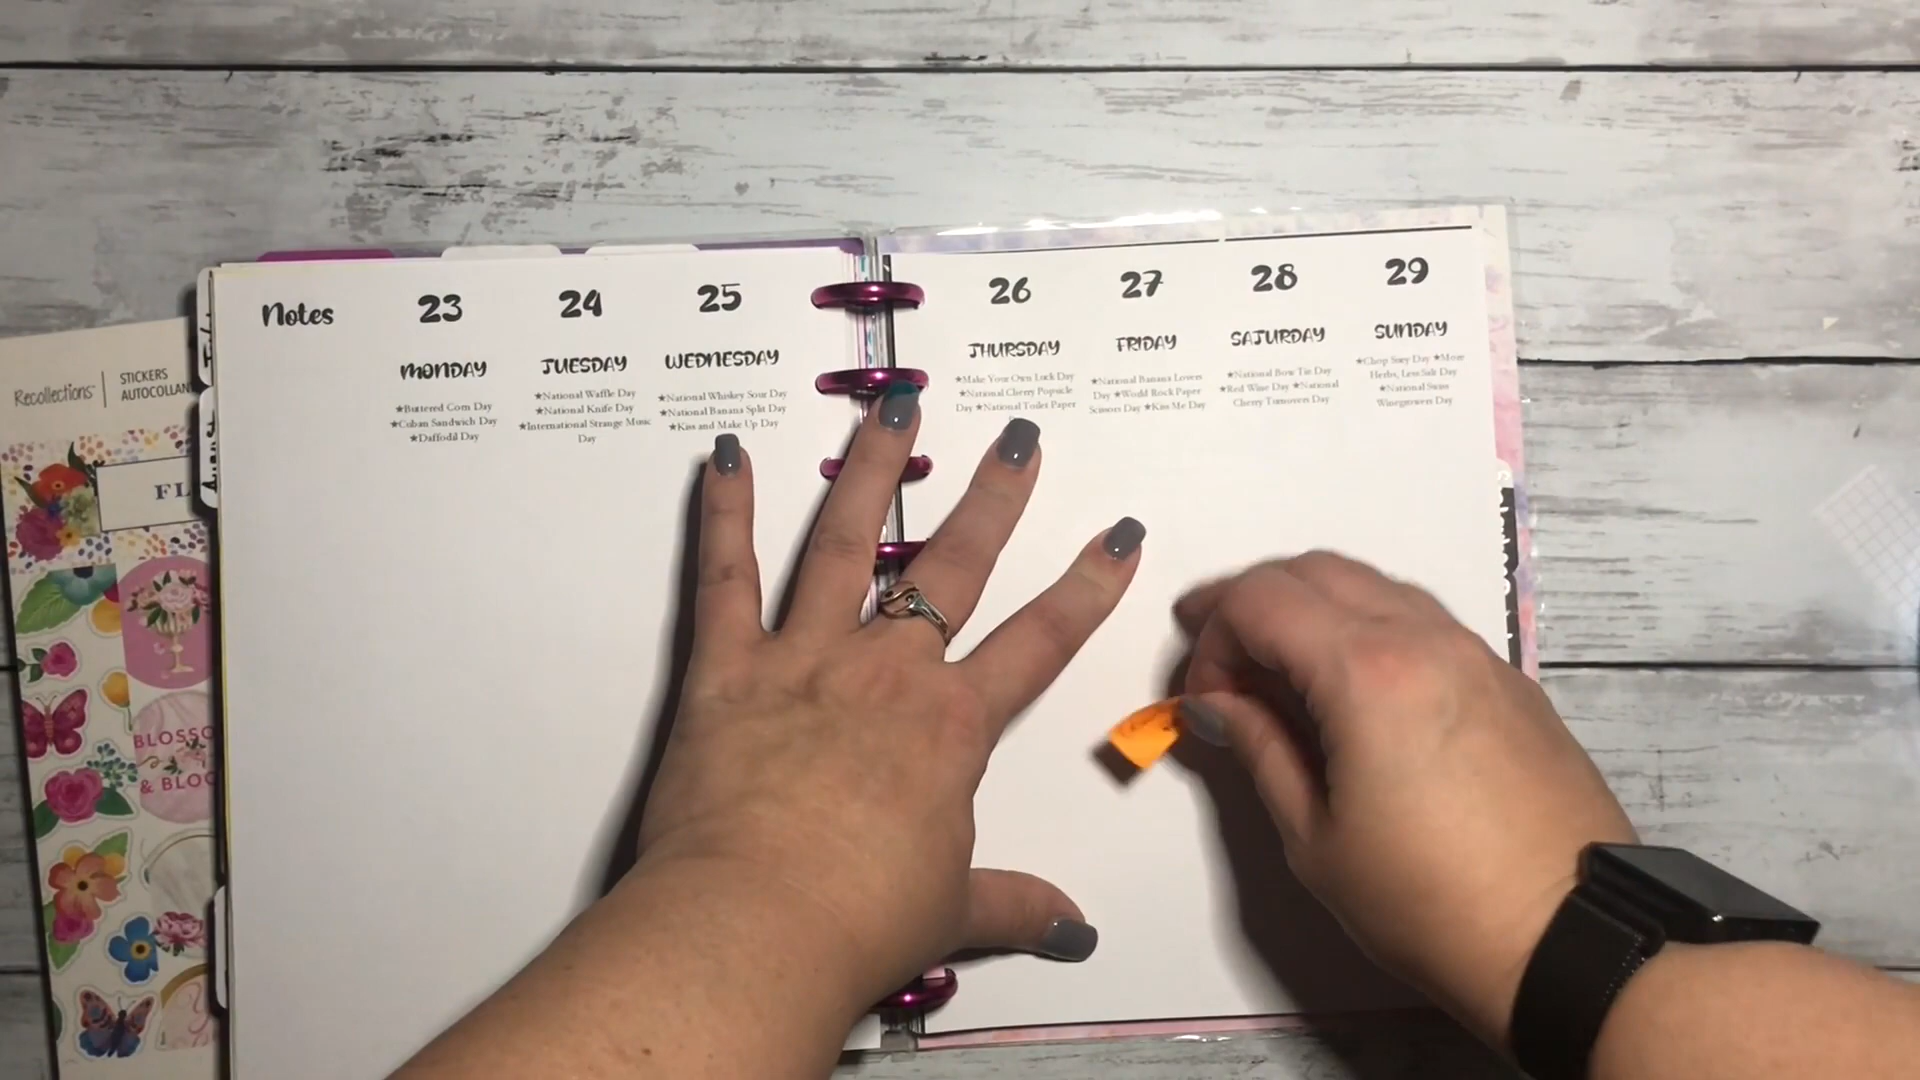 Recollections™
STICKERS
AUTOCOLLAN
FL
BLOSSO
& BLOO
Notes
23
MONDAY
★Buttered Corn Day
★Cuban Sandwich Day
★Daffodil Day
24
TUESDAY
★National Waffle Day
★National Knife Day
★International Strange Music
Day
25
WEDNESDAY
★National Whiskey Sour Day
★National Banana Split Day
★Kiss and Make Up Day
26
THURSDAY
★Make Your Own Luck Day
★National Cherry Popsicle
Day ★National Toilet Paper
27
FRIDAY
★National Banana Lovers
Day ★World Rock Paper
Scissors Day ★Kiss Me Day
28
SATURDAY
★National Bow Tie Day
★Red Wine Day ★National
Cherry Turnovers Day
29
SUNDAY
★Chop Suey Day ★More
Herbs, Less Salt Day
★National Swiss
Winegrowers Day